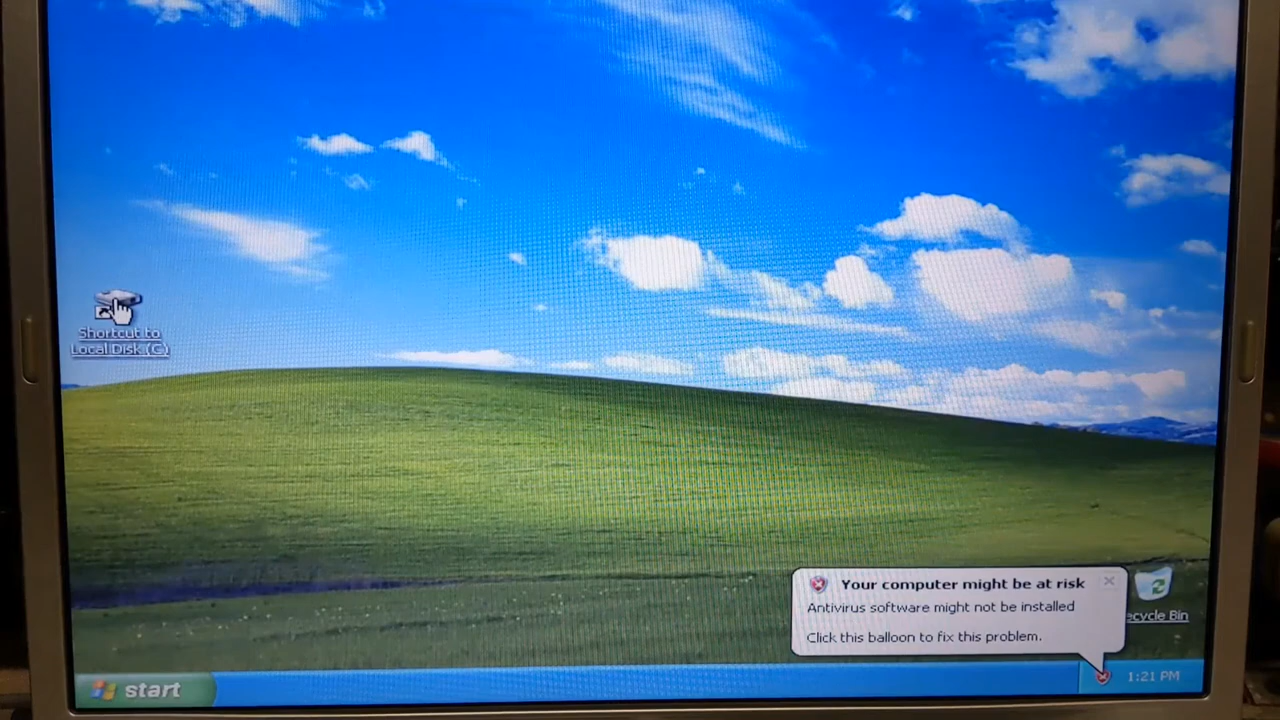 Shortcut to
Local Disk (C)
Your computer might be at risk
Antivirus software might not be installed
Click this balloon to fix this problem.
ecycle Bin
start
1:21 PM